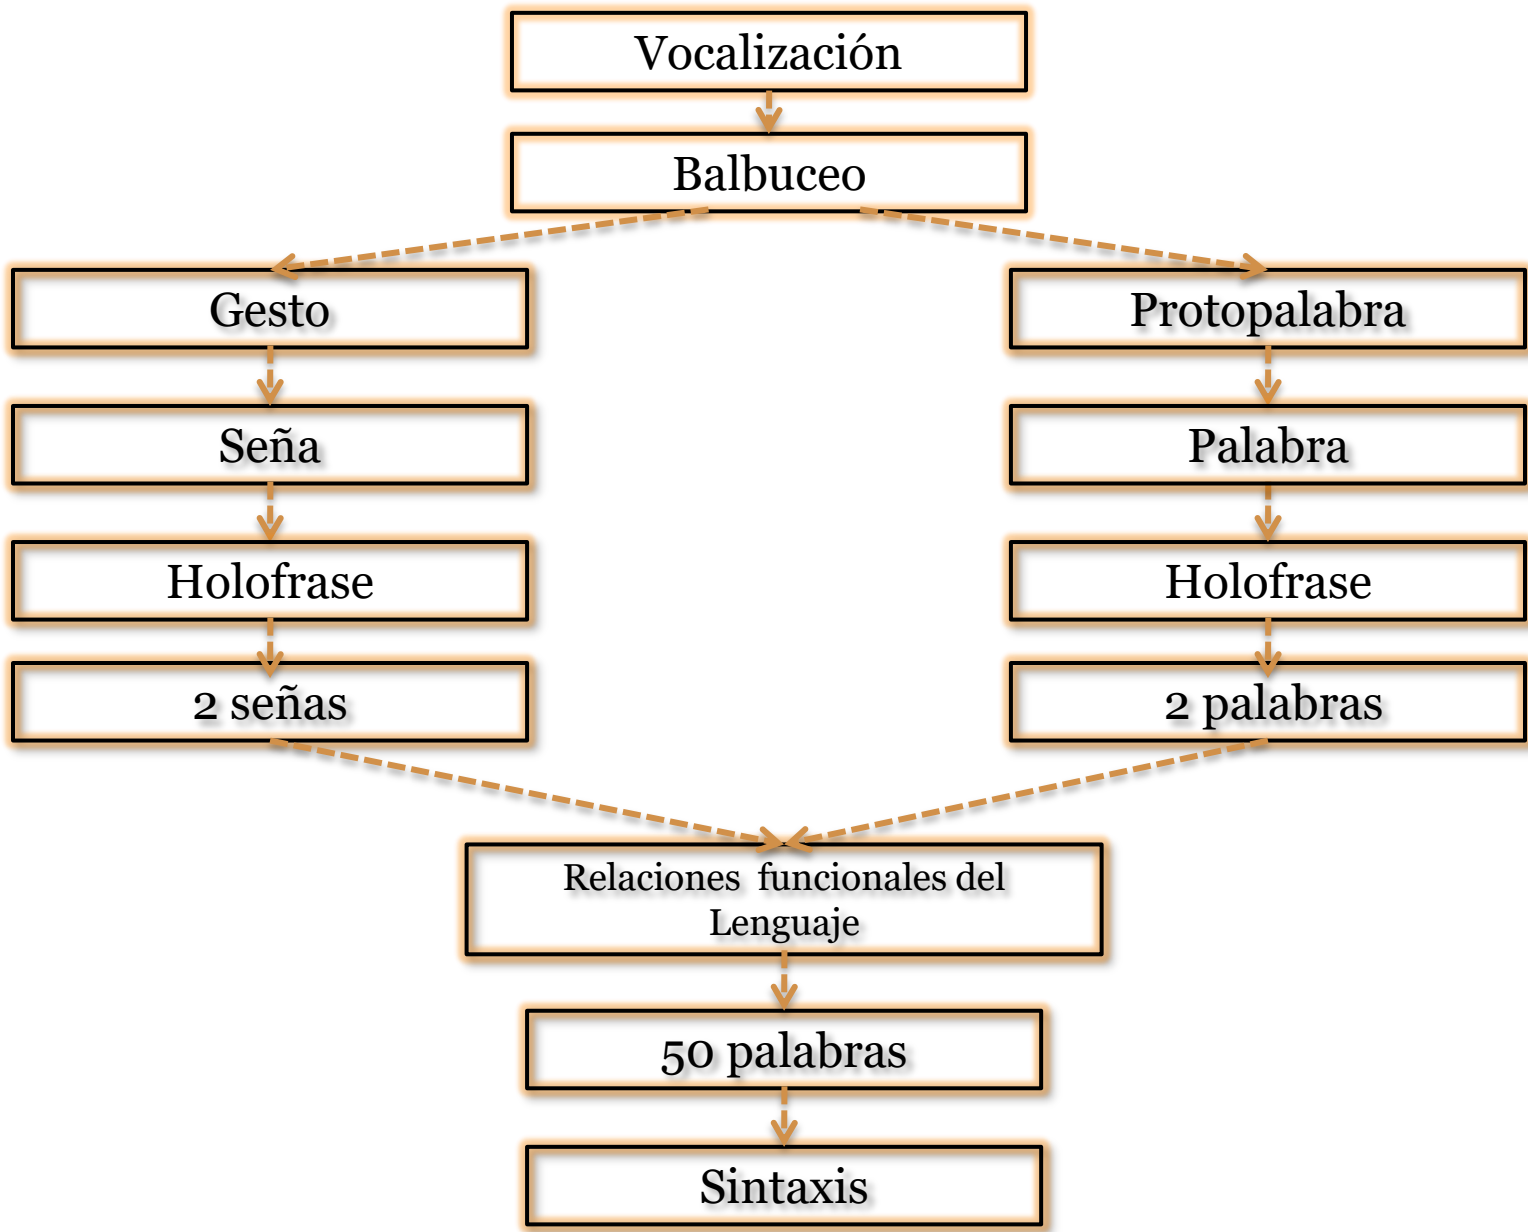 Vocalización
Balbuceo
Gesto
Protopalabra
Seña
Palabra
Holofrase
Holofrase
2 señas
2 palabras
Relaciones funcionales del
Lenguaje
50 palabras
Sintaxis